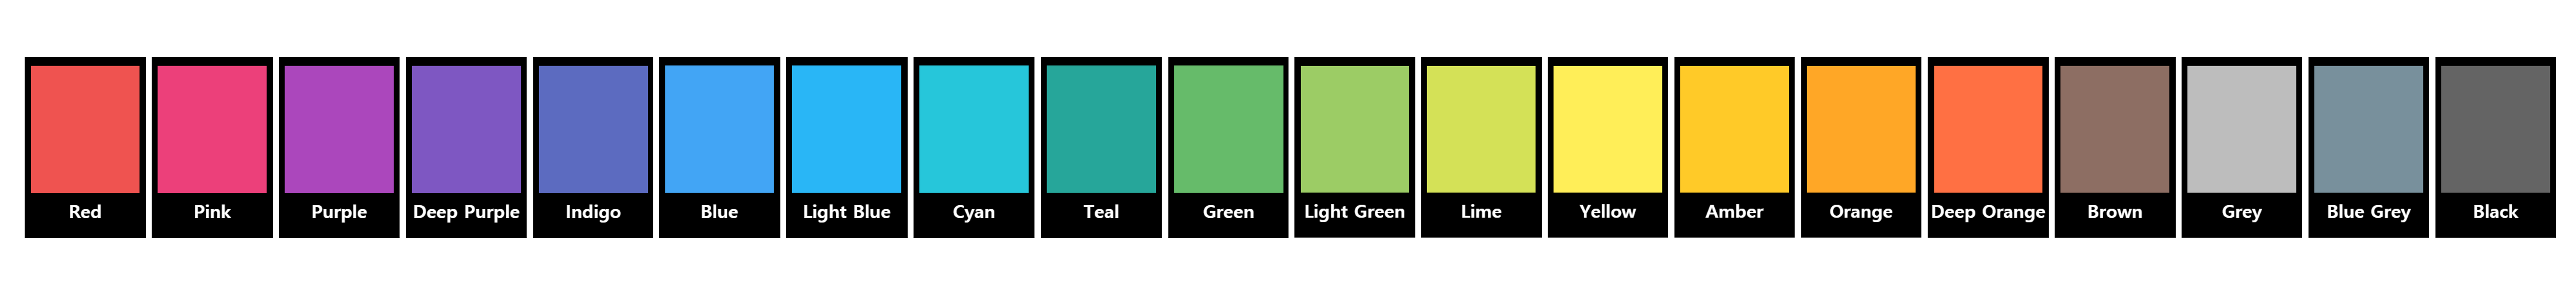 Red
Pink
Purple
Deep Purple
Indigo
Blue
Light Blue
Cyan
Teal
Green
Light Green
Lime
Yellow
Amber
Orange
Deep Orange
Brown
Grey
Blue Grey
Black